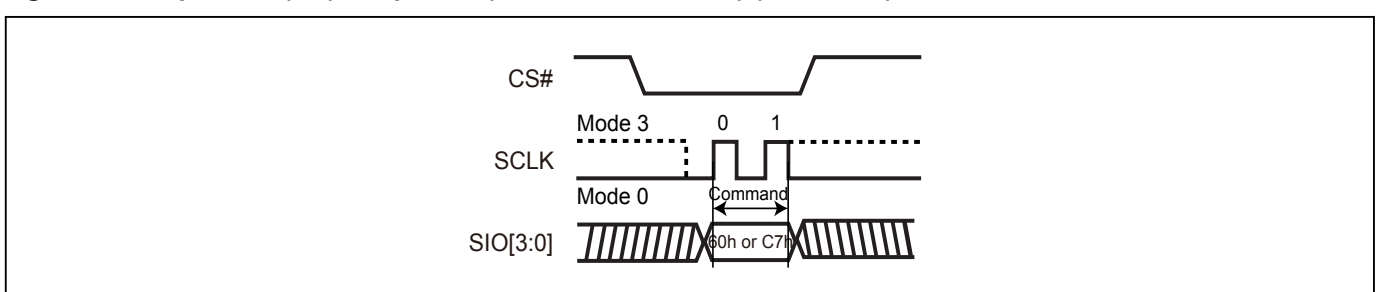 CS#
Mode 3 0 1
SCLK
Mode 0 Command
SIO[3:0] 60h or C7h